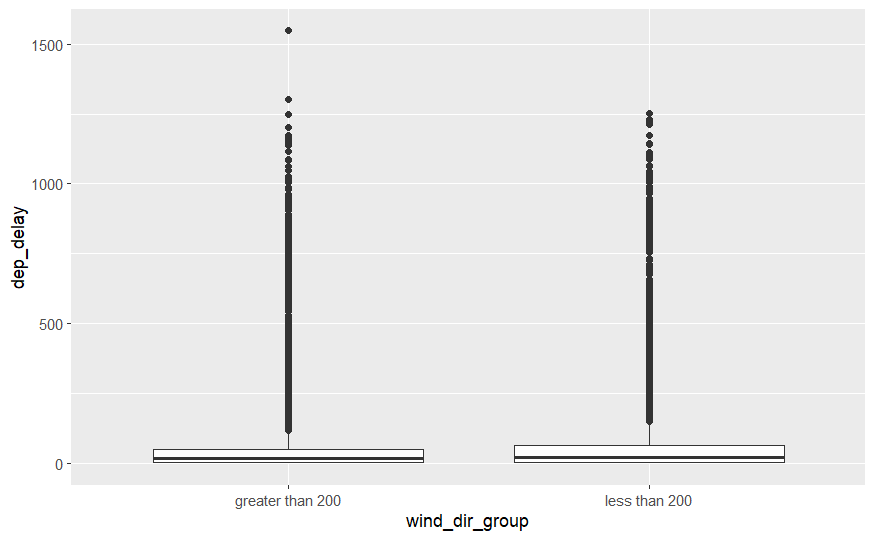 1500
1000
500
0
dep_delay
greater than 200
less than 200
wind_dir_group